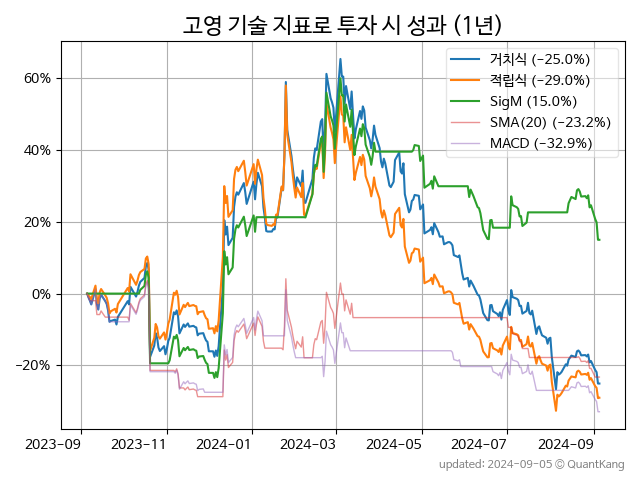 고영 기술 지표로 투자 시 성과 (1년)
거치식 (−25.0%)
적립식 (−29.0%)
SigM (15.0%)
SMA(20) (−23.2%)
MACD (−32.9%)
60%
40%
20%
0%
−20%
2023-09 2023-11 2024-01 2024-03 2024-05 2024-07 2024-09
updated: 2024-09-05 © QuantKang